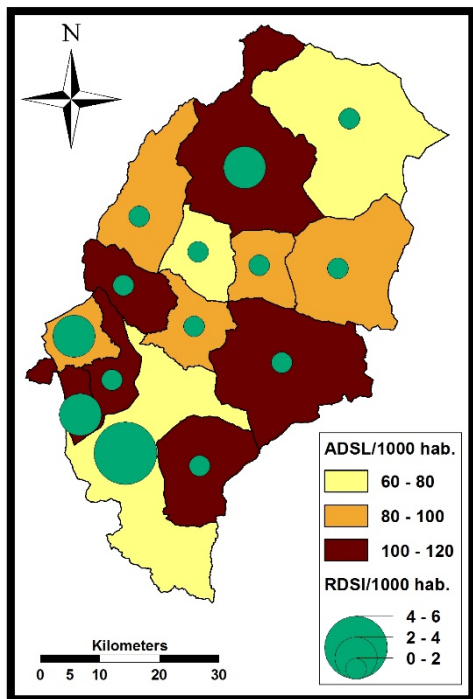 N
ADSL/1000 hab.
60 - 80
80 - 100
100 - 120
RDSI/1000 hab.
4 - 6
2 - 4
0 - 2
Kilometers
0 5 10 20 30